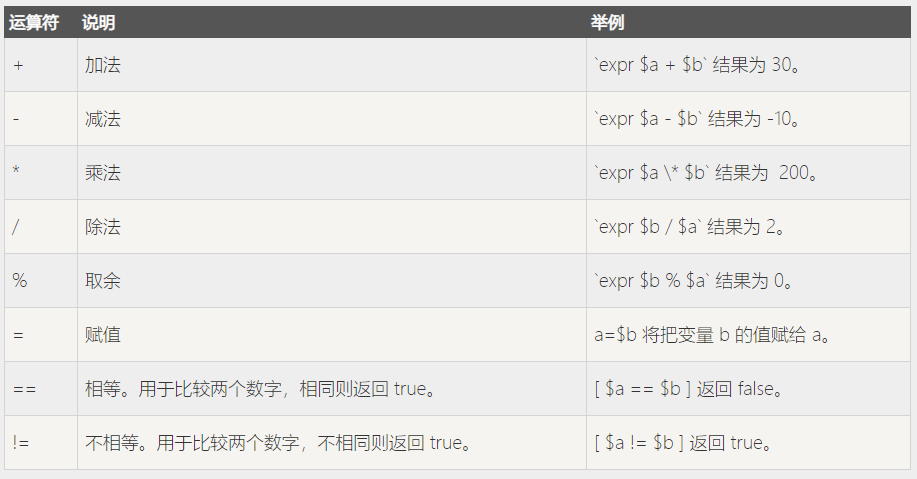 运算符 说明 举例
+ 加法 `expr $a + $b` 结果为 30。
- 减法 `expr $a - $b` 结果为 -10。
* 乘法 `expr $a \* $b` 结果为  200。
/ 除法 `expr $b / $a` 结果为 2。
% 取余 `expr $b % $a` 结果为 0。
= 赋值 a=$b 将把变量 b 的值赋给 a。
== 相等。用于比较两个数字，相同则返回 true。 [ $a == $b ] 返回 false。
!= 不相等。用于比较两个数字，不相同则返回 true。 [ $a != $b ] 返回 true。